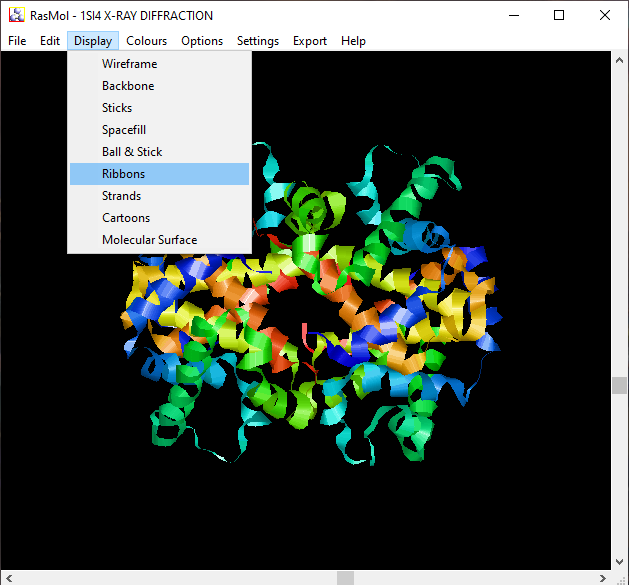 RasMol - 1SI4 X-RAY DIFFRACTION
File Edit Display Colours Options Settings Export Help
Wireframe
Backbone
Sticks
Spacefill
Ball & Stick
Ribbons
Strands
Cartoons
Molecular Surface